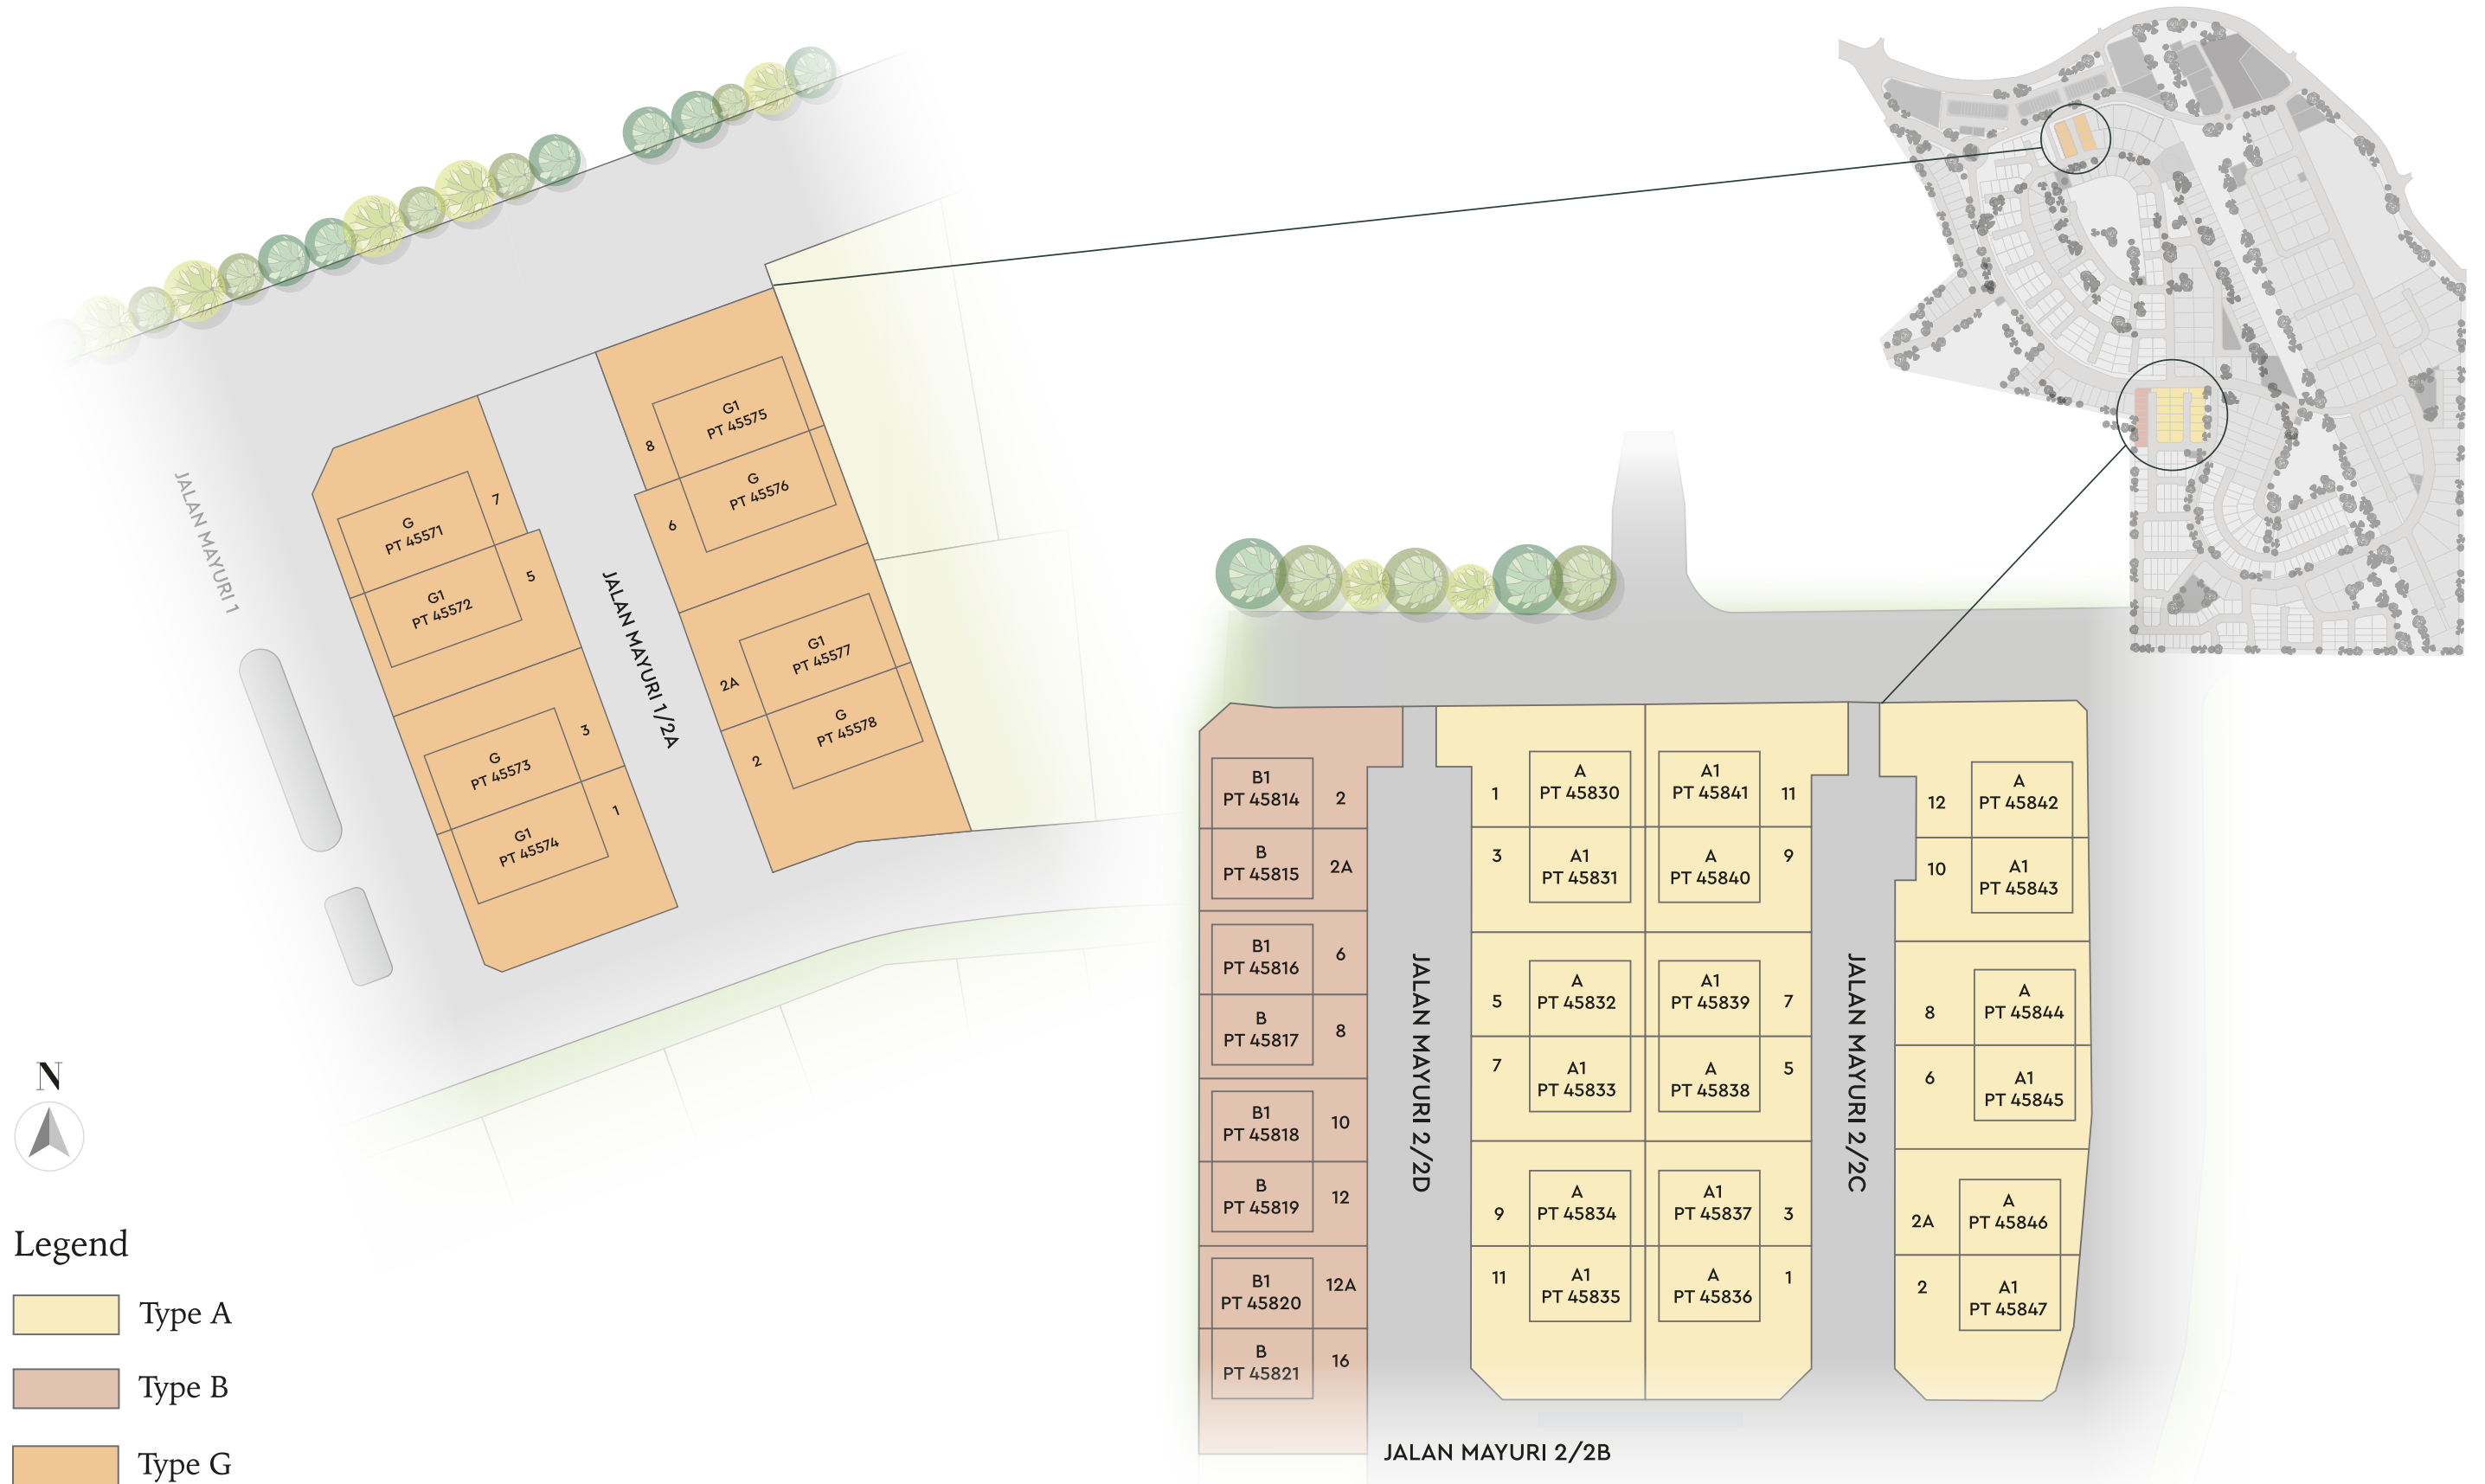 JALAN MAYURI 1
G
PT 45571
7
G1
PT 45572
5
G
PT 45573
3
G1
PT 45574
1
JALAN MAYURI 1/2A
G1
PT 45575
8
G
PT 45576
6
G1
PT 45577
2A
G
PT 45578
2
B1
PT 45814
2
B
PT 45815
2A
B1
PT 45816
6
B
PT 45817
8
B1
PT 45818
10
B
PT 45819
12
B1
PT 45820
12A
B
PT 45821
16
JALAN MAYURI 2/2D
1
A
PT 45830
3
A1
PT 45831
5
A
PT 45832
7
A1
PT 45833
9
A
PT 45834
11
A1
PT 45835
A1
PT 45841
11
A
PT 45840
9
A1
PT 45839
7
A
PT 45838
5
A1
PT 45837
3
A
PT 45836
1
JALAN MAYURI 2/2C
12
A
PT 45842
10
A1
PT 45843
8
A
PT 45844
6
A1
PT 45845
2A
A
PT 45846
2
A1
PT 45847
JALAN MAYURI 2/2B
N
Legend
Type A
Type B
Type G